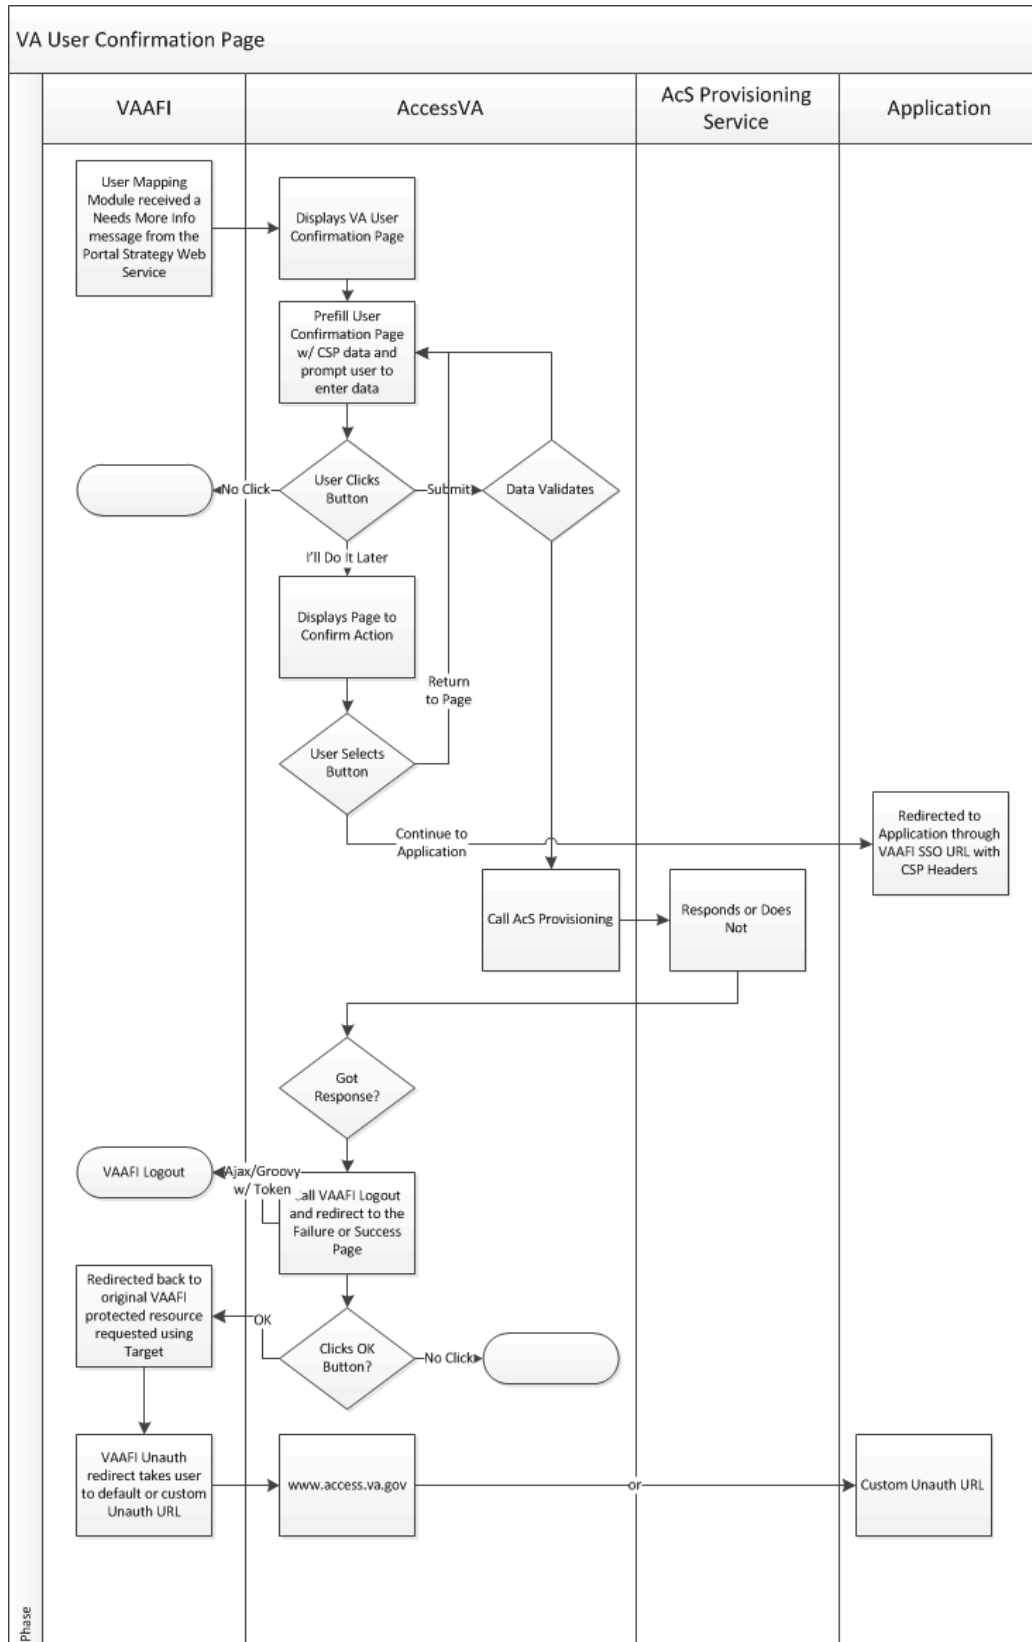 VA User Confirmation Page
VAAFI
AccessVA
AcS Provisioning
Service
Application
User Mapping
Module received a
Needs More Info
message from the
Portal Strategy Web
Service
Displays VA User
Confirmation Page
Prefill User
Confirmation Page
w/ CSP data and
prompt user to
enter data
No Click
User Clicks
Button
Submit
Data Validates
I'll Do It Later
Displays Page to
Confirm Action
Return
to Page
User Selects
Button
Continue to
Application
Redirected to
Application through
VAAFI SSO URL with
CSP Headers
Call AcS Provisioning
Responds or Does
Not
Got
Response?
VAAFI Logout
Ajax/Groovy
w/ Token
Call VAAFI Logout
and redirect to the
Failure or Success
Page
Redirected back to
original VAAFI
protected resource
requested using
Target
OK
Clicks OK
Button?
No Click
VAAFI Unauth
redirect takes user
to default or custom
Unauth URL
www.access.va.gov
or
Custom Unauth URL
Phase